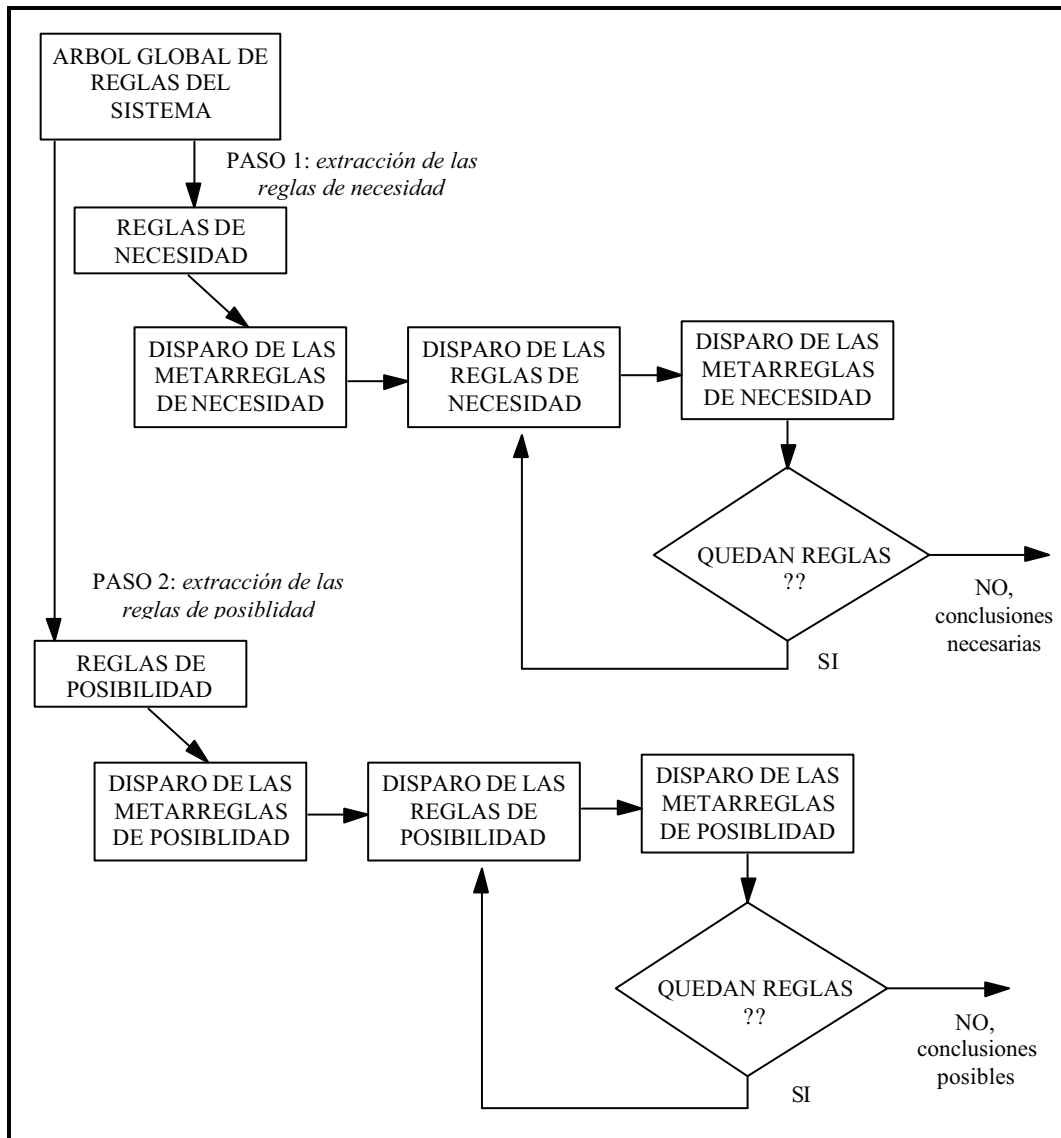 ARBOL GLOBAL DE
REGLAS DEL
SISTEMA
PASO 1: extracción de las
reglas de necesidad
REGLAS DE
NECESIDAD
DISPARO DE LAS
METARREGLAS
DE NECESIDAD
DISPARO DE LAS
REGLAS DE
NECESIDAD
DISPARO DE LAS
METARREGLAS
DE NECESIDAD
QUEDAN REGLAS
??
NO,
conclusiones
necesarias
SI
PASO 2: extracción de las
reglas de posiblidad
REGLAS DE
POSIBILIDAD
DISPARO DE LAS
METARREGLAS
DE POSIBLIDAD
DISPARO DE LAS
REGLAS DE
POSIBILIDAD
DISPARO DE LAS
METARREGLAS
DE POSIBLIDAD
QUEDAN REGLAS
??
NO,
conclusiones
posibles
SI